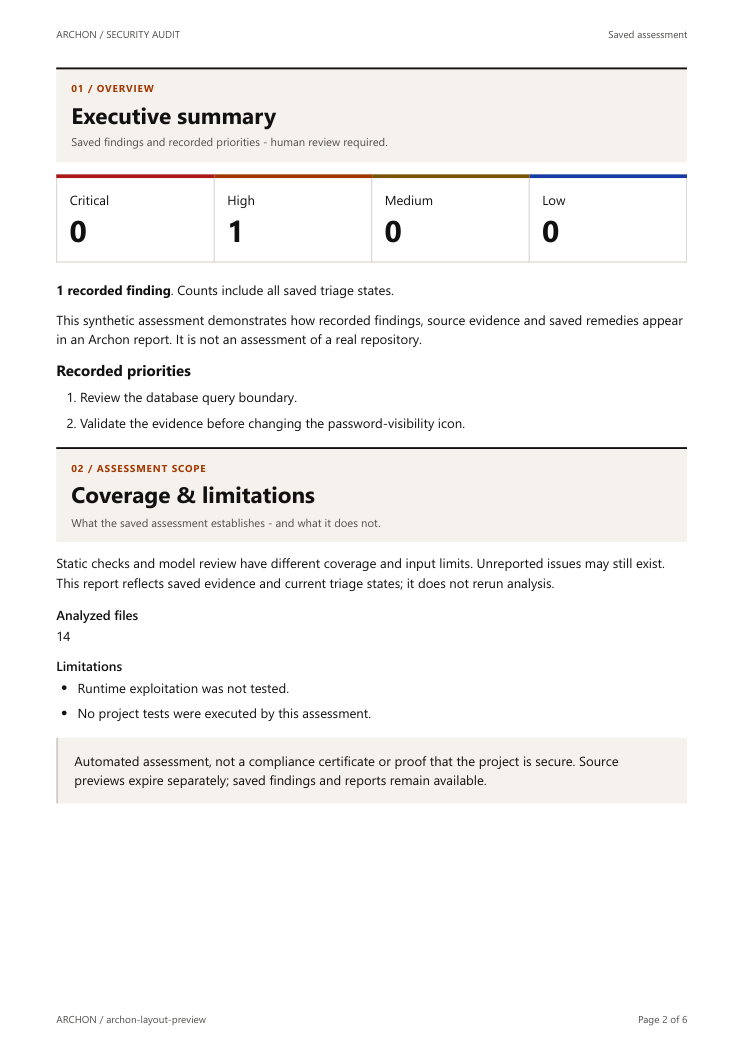 ARCHON / SECURITY AUDIT
Saved assessment
01 / OVERVIEW
Executive summary
Saved findings and recorded priorities - human review required.
Critical
0
High
1
Medium
0
Low
0
1 recorded finding. Counts include all saved triage states.
This synthetic assessment demonstrates how recorded findings, source evidence and saved remedies appear
in an Archon report. It is not an assessment of a real repository.
Recorded priorities
1. Review the database query boundary.
2. Validate the evidence before changing the password-visibility icon.
02 / ASSESSMENT SCOPE
Coverage & limitations
What the saved assessment establishes - and what it does not.
Static checks and model review have different coverage and input limits. Unreported issues may still exist.
This report reflects saved evidence and current triage states; it does not rerun analysis.
Analyzed files
14
Limitations
• Runtime exploitation was not tested.
• No project tests were executed by this assessment.
Automated assessment, not a compliance certificate or proof that the project is secure. Source
previews expire separately; saved findings and reports remain available.
ARCHON / archon-layout-preview
Page 2 of 6